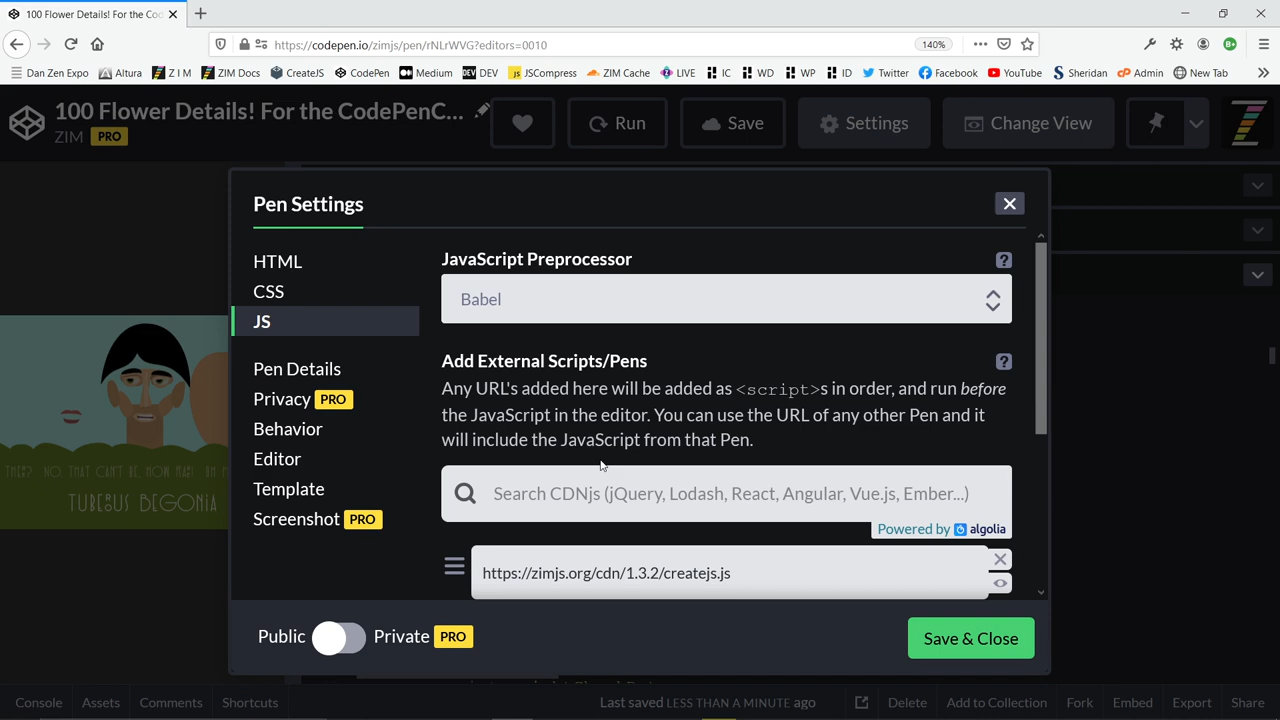 100 Flower Details! For the Cod
https://codepen.io/zimjs/pen/rNLrWVG?editors=0010
140%
Dan Zen Expo Altura Z I M ZIM Docs CreateJS CodePen Medium DEV JSCompress ZIM Cache LIVE IC WD WP ID Twitter Facebook YouTube Sheridan Admin New Tab
100 Flower Details! For the CodePenC...
ZIM PRO
Run Save Settings Change View
Pen Settings
HTML
CSS
JS
Pen Details
Privacy PRO
Behavior
Editor
Template
Screenshot PRO
JavaScript Preprocessor ?
Babel
Add External Scripts/Pens ?
Any URL's added here will be added as <script>s in order, and run before
the JavaScript in the editor. You can use the URL of any other Pen and it
will include the JavaScript from that Pen.
Search CDNjs (jQuery, Lodash, React, Angular, Vue.js, Ember...)
Powered by algolia
https://zimjs.org/cdn/1.3.2/createjs.js
THEB? NO, THAT CAN'T BE. HOW
TUBEBUS BEGONIA
Public Private PRO
Save & Close
Console Assets Comments Shortcuts Last saved LESS THAN A MINUTE ago Delete Add to Collection Fork Embed Export Share